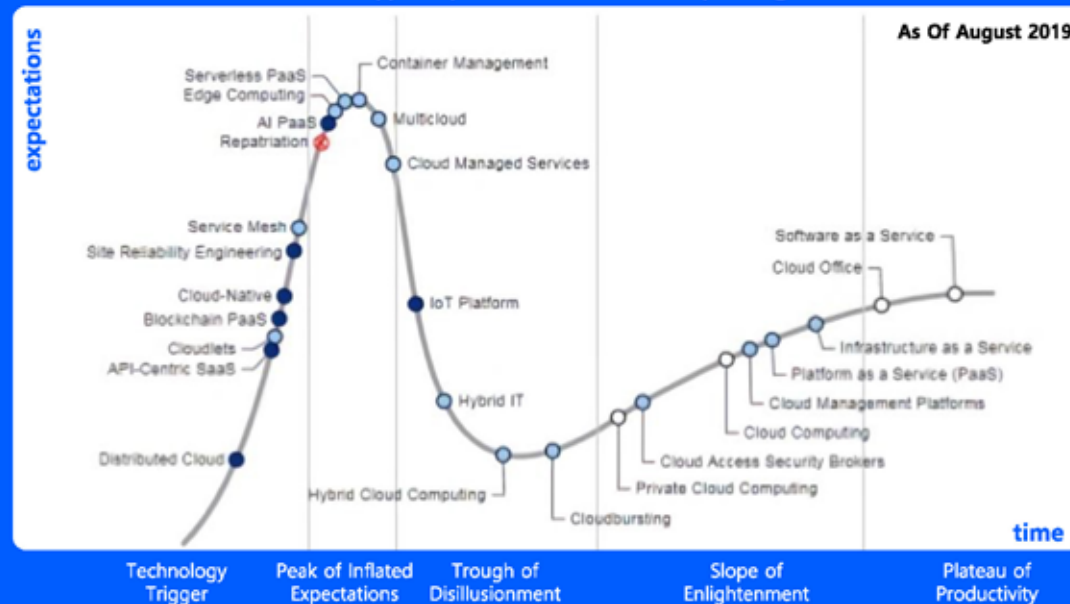 As Of August 2019
expectations
Container Management
Serverless PaaS
Edge Computing
AI PaaS
Multicloud
Repatriation
Cloud Managed Services
Service Mesh
Site Reliability Engineering
Software as a Service
Cloud Office
Cloud-Native
IoT Platform
Blockchain PaaS
Cloudlets
Infrastructure as a Service
API-Centric SaaS
Platform as a Service (PaaS)
Hybrid IT
Cloud Management Platforms
Cloud Computing
Distributed Cloud
Cloud Access Security Brokers
Hybrid Cloud Computing
Private Cloud Computing
Cloudbursting
time
Technology
Trigger
Peak of Inflated
Expectations
Trough of
Disillusionment
Slope of
Enlightenment
Plateau of
Productivity